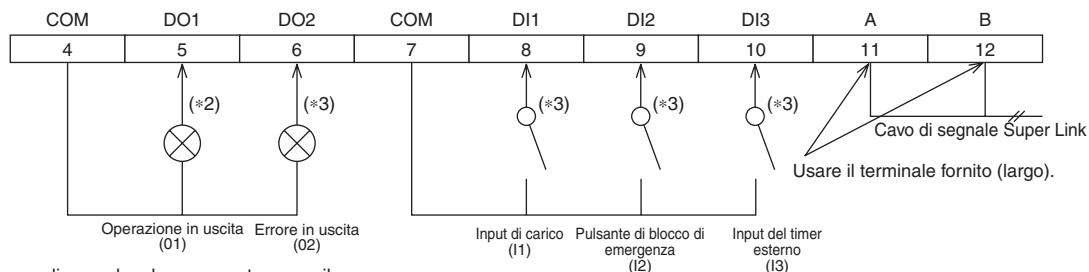 COM DO1 DO2 COM DI1 DI2 DI3 A B
4 5 6 7 8 9 10 11 12
(*2) (*3) (*3) (*3) (*3)
Cavo di segnale Super Link
Usare il terminale fornito (largo).
Operazione in uscita
(01)
Errore in uscita
(02)
Input di carico
(I1)
Pulsante di blocco di
emergenza
(I2)
Input del timer
esterno
(I3)